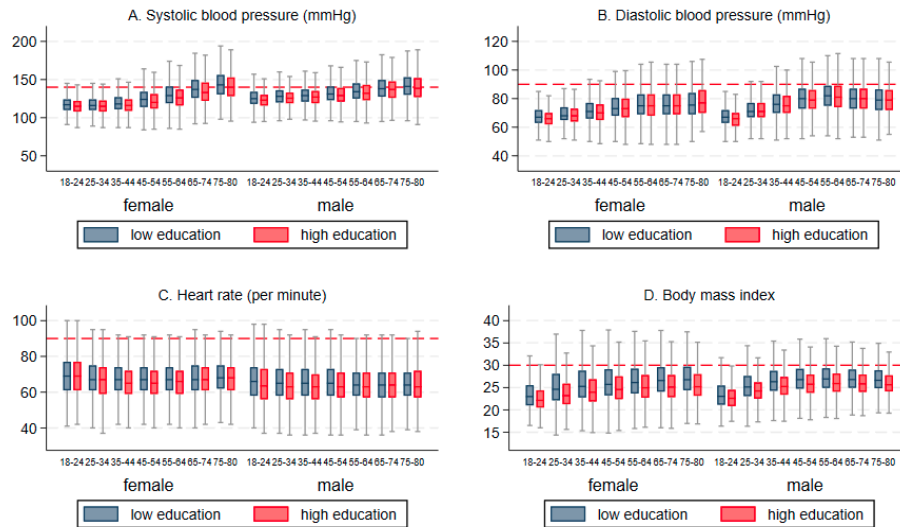 A. Systolic blood pressure (mmHg)
200
150
100
50
18-24 25-34 35-44 45-54 55-64 65-74 75-80 18-24 25-34 35-44 45-54 55-64 65-74 75-80
female male
low education high education
B. Diastolic blood pressure (mmHg)
120
100
80
60
40
18-24 25-34 35-44 45-54 55-64 65-74 75-80 18-24 25-34 35-44 45-54 55-64 65-74 75-80
female male
low education high education
C. Heart rate (per minute)
100
80
60
40
18-24 25-34 35-44 45-54 55-64 65-74 75-80 18-24 25-34 35-44 45-54 55-64 65-74 75-80
female male
low education high education
D. Body mass index
40
35
30
25
20
15
18-24 25-34 35-44 45-54 55-64 65-74 75-80 18-24 25-34 35-44 45-54 55-64 65-74 75-80
female male
low education high education